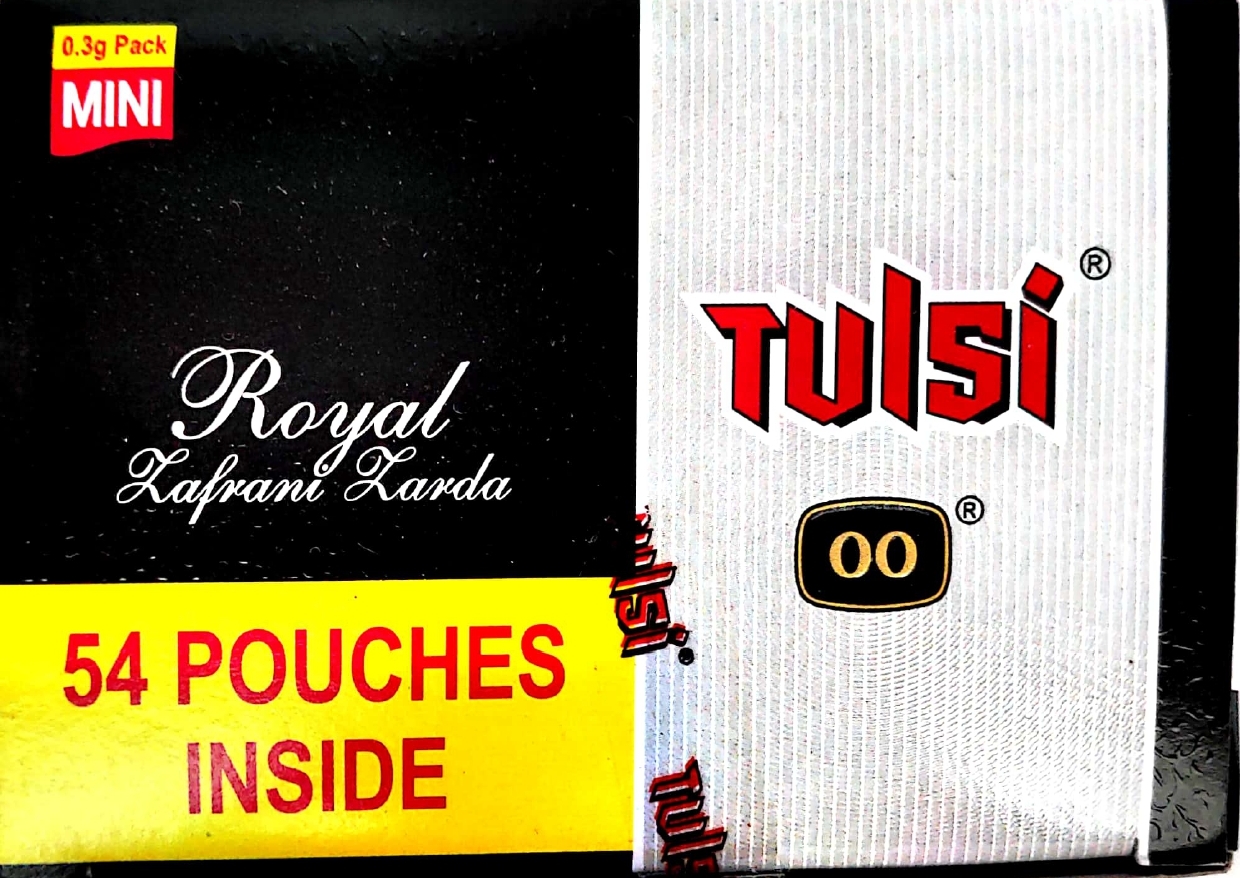 0.3g Pack
MINI
Royal
Zafrani Zarda
54 POUCHES
INSIDE
TULSI ®
00 ®
TULSI